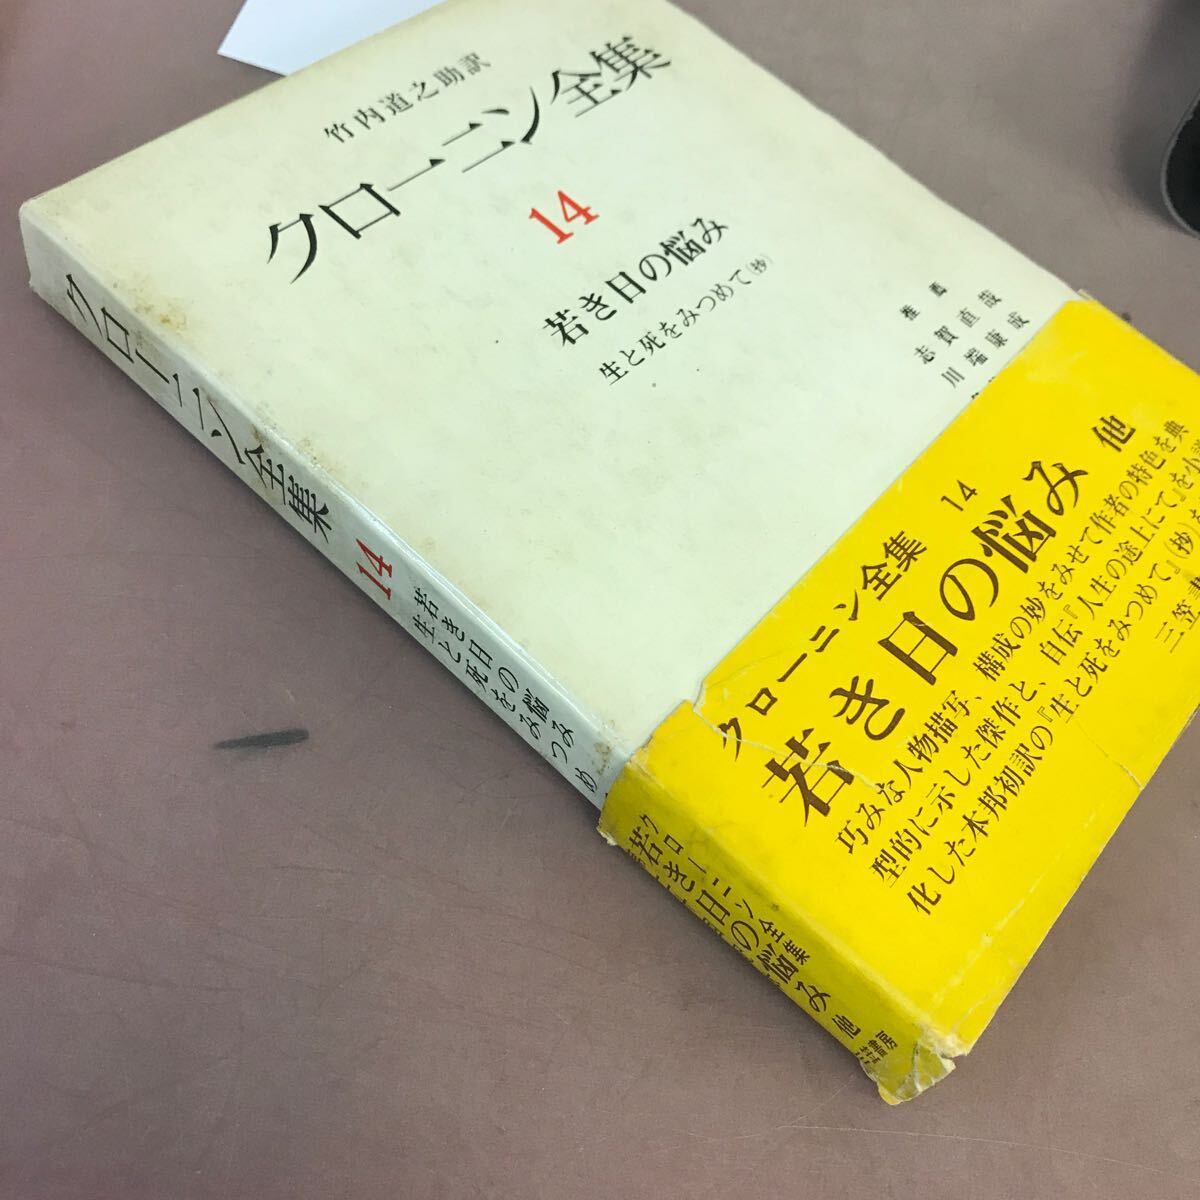 竹内道之助訳
クローニン全集
14
若き日の悩み
生と死をみつめて(抄)
推薦
志賀直哉
川端康成
クローニン全集
14
若き日の悩み
生と死をみつめ
クローニン全集 14
若き日の悩み 他
巧みな人物描写、構成の妙をみせて作者の特色を典
型的に示した傑作と、自伝『人生の途上にて』を小説
化した本邦初訳の『生と死をみつめて』(抄)を
三笠書
クローニン全集
若き日の悩み 他
書房